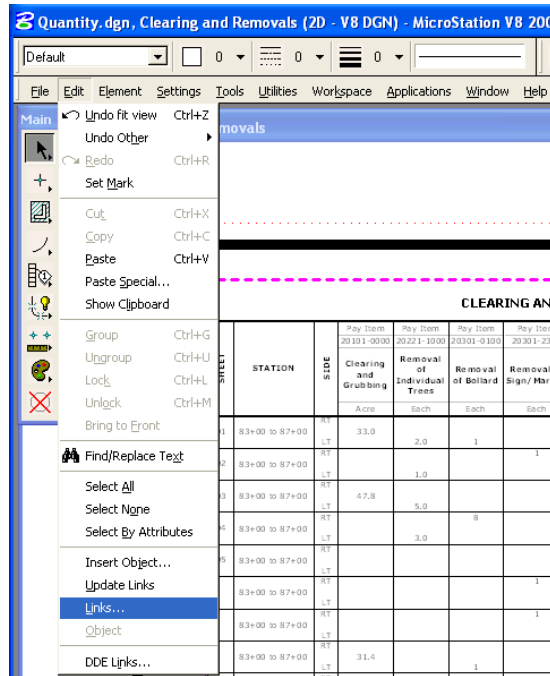 Quantity.dgn, Clearing and Removals (2D - V8 DGN) - MicroStation V8 200
Default 0 0 0
File Edit Element Settings Tools Utilities Workspace Applications Window Help
Main
movals
Undo fit view Ctrl+Z
Undo Other
Redo Ctrl+R
Set Mark
Cut Ctrl+X
Copy Ctrl+C
Paste Ctrl+V
Paste Special...
Show Clipboard
Group Ctrl+G
Ungroup Ctrl+U
Lock Ctrl+L
Unlock Ctrl+M
Bring to Front
Find/Replace Text
Select All
Select None
Select By Attributes
Insert Object...
Update Links
Links...
Object
DDE Links...
CLEARING AN
Pay Item Pay Item Pay Item Pay Ite
20101-0000 20221-1000 20301-0100 20301-23
SHEET STATION SIDE
Clearing and Grubbing
Removal of Individual Trees
Removal of Bollard
Removal Sign/Mar
Acre Each Each Each
01 83+00 to 87+00 RT 33.0
LT 2.0 1
02 83+00 to 87+00 RT 1
LT 1.0
03 83+00 to 87+00 RT 47.8
LT 5.0
04 83+00 to 87+00 RT 8
LT 3.0
05 83+00 to 87+00 RT
LT
83+00 to 87+00 RT 1
LT
83+00 to 87+00 RT 1
LT
83+00 to 87+00 RT 31.4
LT 1